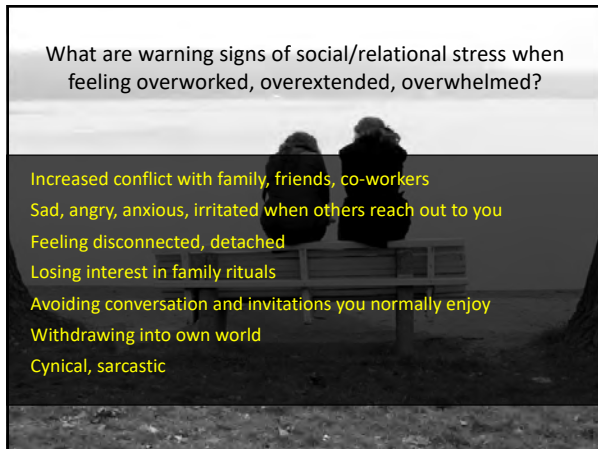 What are warning signs of social/relational stress when
feeling overworked, overextended, overwhelmed?
Increased conflict with family, friends, co-workers
Sad, angry, anxious, irritated when others reach out to you
Feeling disconnected, detached
Losing interest in family rituals
Avoiding conversation and invitations you normally enjoy
Withdrawing into own world
Cynical, sarcastic